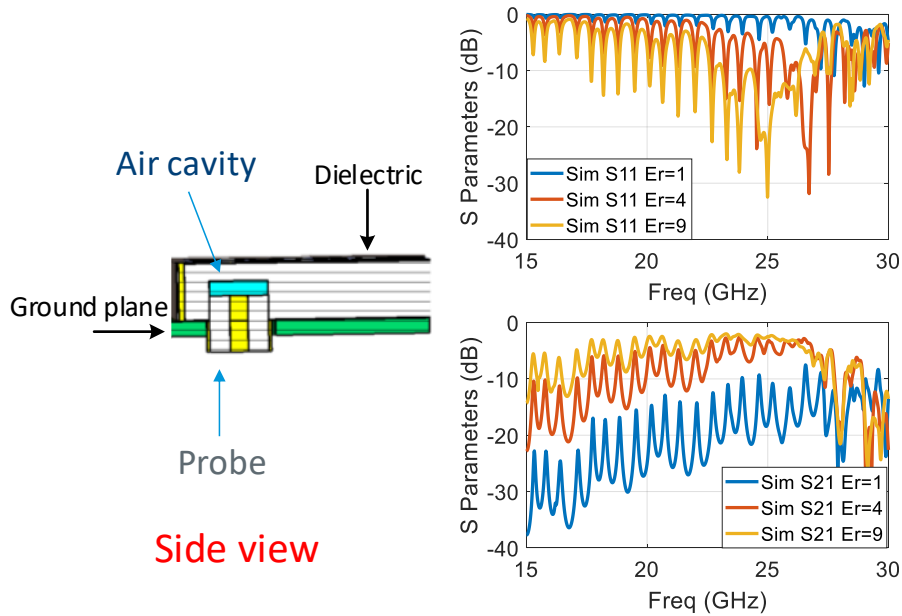 Air cavity
Dielectric
Ground plane
Probe
Side view
S Parameters (dB)
0
-10
-20
-30
-40
Sim S11 Er=1
Sim S11 Er=4
Sim S11 Er=9
15
20
25
30
Freq (GHz)
S Parameters (dB)
0
-10
-20
-30
-40
Sim S21 Er=1
Sim S21 Er=4
Sim S21 Er=9
15
20
25
30
Freq (GHz)